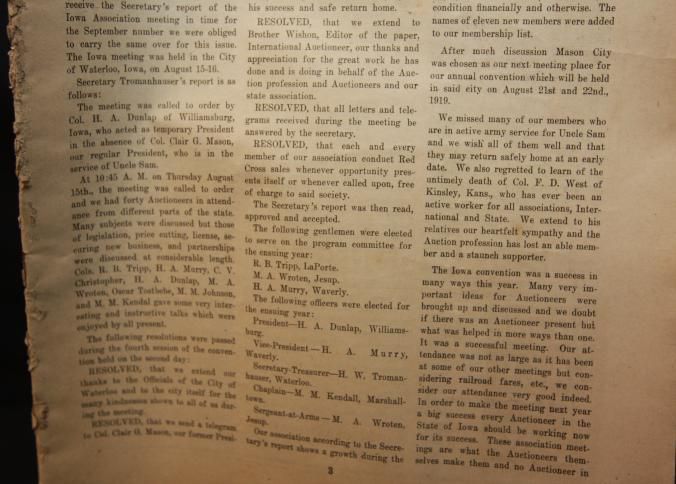 receive the Secretary's report of the
Iowa Association meeting in time for
the September number we were obliged
to carry the same over for this issue.
The Iowa meeting was held in the City
of Waterloo, Iowa, on August 15-16.
Secretary Tromanhauser's report is as
follows:
The meeting was called to order by
Col. H. A. Dunlap of Williamsburg,
Iowa, who acted as temporary President
in the absence of Col. Clair G. Mason,
our regular President, who is in the
service of Uncle Sam.
At 10:45 A. M. on Thursday August
15th., the meeting was called to order
and we had forty Auctioneers in attend-
ance from different parts of the state.
Many subjects were discussed but those
of legislation, price cutting, license, se-
curing new business, and partnerships
were discussed at considerable length.
Cols. R. B. Tripp, H. A. Murry, C. V.
Christopher, H. A. Dunlap, M. A.
Wroten, Oscar Tostlebe, M. M. Johnson,
and M. M. Kendal gave some very inter-
esting and instructive talks which were
enjoyed by all present.
The following resolutions were passed
during the fourth session of the conven-
tion held on the second day:
RESOLVED, that we extend our
thanks to the Officials of the City of
Waterloo and to the city itself for the
many kindnesses shown to all of us dur-
ing the meeting.
RESOLVED, that we send a telegram
to Col. Clair G. Mason, our former Presi-
his success and safe return home.
RESOLVED, that we extend to
Brother Wishon, Editor of the paper,
International Auctioneer, our thanks and
appreciation for the great work he has
done and is doing in behalf of the Auc-
tion profession and Auctioneers and our
state association.
RESOLVED, that all letters and tele-
grams received during the meeting be
answered by the secretary.
RESOLVED, that each and every
member of our association conduct Red
Cross sales whenever opportunity pres-
ents itself or whenever called upon, free
of charge to said society.
The Secretary's report was then read,
approved and accepted.
The following gentlemen were elected
to serve on the program committee for
the ensuing year:
R. B. Tripp, LaPorte.
M. A. Wroten, Jesup.
H. A. Murry, Waverly.
The following officers were elected for
the ensuing year:
President—H. A. Dunlap, Williams-
burg.
Vice-President—H. A. Murry,
Waverly.
Secretary-Treasurer—H. W. Troman-
hauser, Waterloo.
Chaplain—M. M. Kendall, Marshall-
town.
Sergeant-at-Arms—M. A. Wroten,
Jesup.
Our association according to the Secre-
tary's report shows a growth during the
condition financially and otherwise. The
names of eleven new members were added
to our membership list.
After much discussion Mason City
was chosen as our next meeting place for
our annual convention which will be held
in said city on August 21st and 22nd.,
1919.
We missed many of our members who
are in active army service for Uncle Sam
and we wish all of them well and that
they may return safely home at an early
date. We also regretted to learn of the
untimely death of Col. F. D. West of
Kinsley, Kans., who has ever been an
active worker for all associations, Inter-
national and State. We extend to his
relatives our heartfelt sympathy and the
Auction profession has lost an able mem-
ber and a staunch supporter.
The Iowa convention was a success in
many ways this year. Many very im-
portant ideas for Auctioneers were
brought up and discussed and we doubt
if there was an Auctioneer present but
what was helped in more ways than one.
It was a successful meeting. Our at-
tendance was not as large as it has been
at some of our other meetings but con-
sidering railroad fares, etc., we con-
sider our attendance very good indeed.
In order to make the meeting next year
a big success every Auctioneer in the
State of Iowa should be working now
for its success. These association meet-
ings are what the Auctioneers them-
selves make them and no Auctioneer in
3